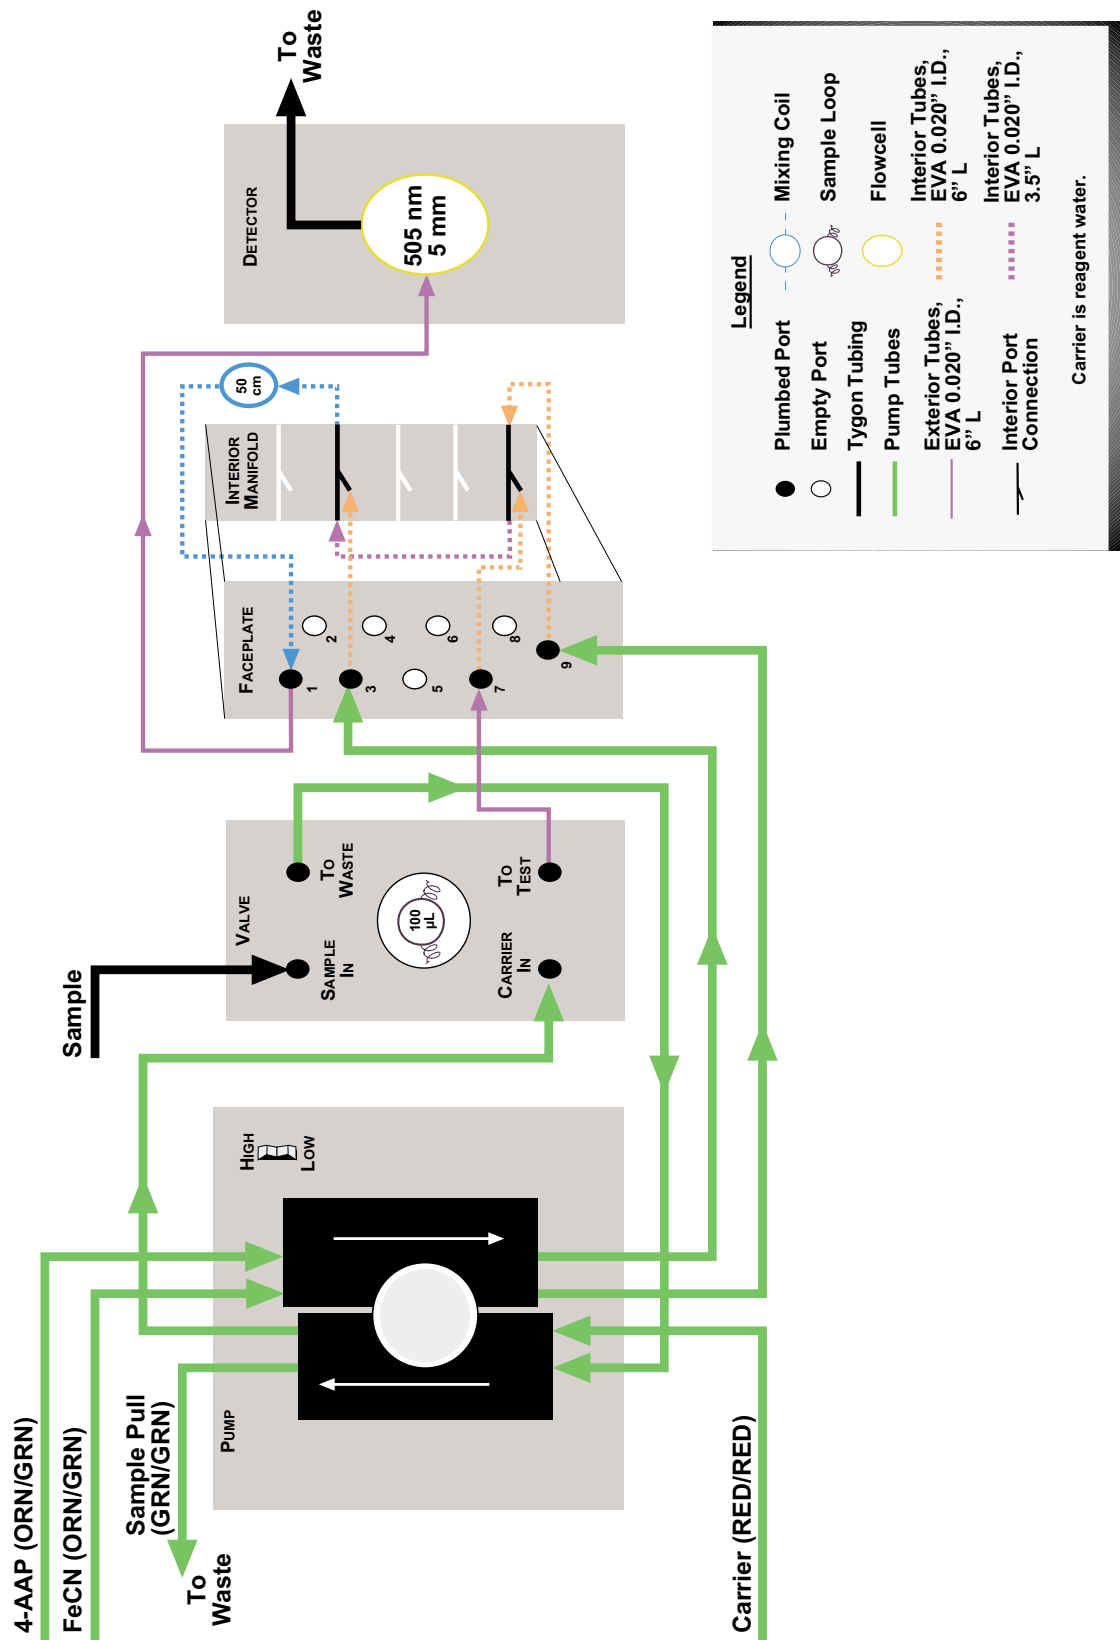 4-AAP (ORN/GRN)
FeCN (ORN/GRN)
Sample Pull
(GRN/GRN)
To
Waste
Carrier (RED/RED)
PUMP
HIGH
LOW
Sample
VALVE
SAMPLE
IN
TO
WASTE
100
µL
CARRIER
IN
TO
TEST
FACEPLATE
1
2
3
4
5
6
7
8
9
INTERIOR
MANIFOLD
50
cm
DETECTOR
505 nm
5 mm
To
Waste
Legend
Plumbed Port
Empty Port
Tygon Tubing
Pump Tubes
Exterior Tubes,
EVA 0.020” I.D.,
6” L
Interior Port
Connection
Mixing Coil
Sample Loop
Flowcell
Interior Tubes,
EVA 0.020” I.D.,
6” L
Interior Tubes,
EVA 0.020” I.D.,
3.5” L
Carrier is reagent water.